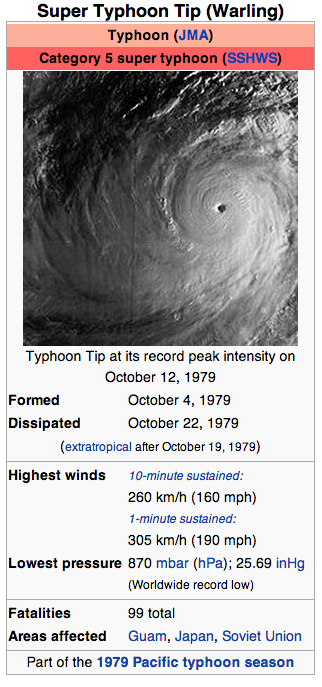 Super Typhoon Tip (Warling)
Typhoon (JMA)
Category 5 super typhoon (SSHWS)
Typhoon Tip at its record peak intensity on
October 12, 1979
Formed October 4, 1979
Dissipated October 22, 1979
(extratropical after October 19, 1979)
Highest winds 10-minute sustained:
260 km/h (160 mph)
1-minute sustained:
305 km/h (190 mph)
Lowest pressure 870 mbar (hPa); 25.69 inHg
(Worldwide record low)
Fatalities 99 total
Areas affected Guam, Japan, Soviet Union
Part of the 1979 Pacific typhoon season